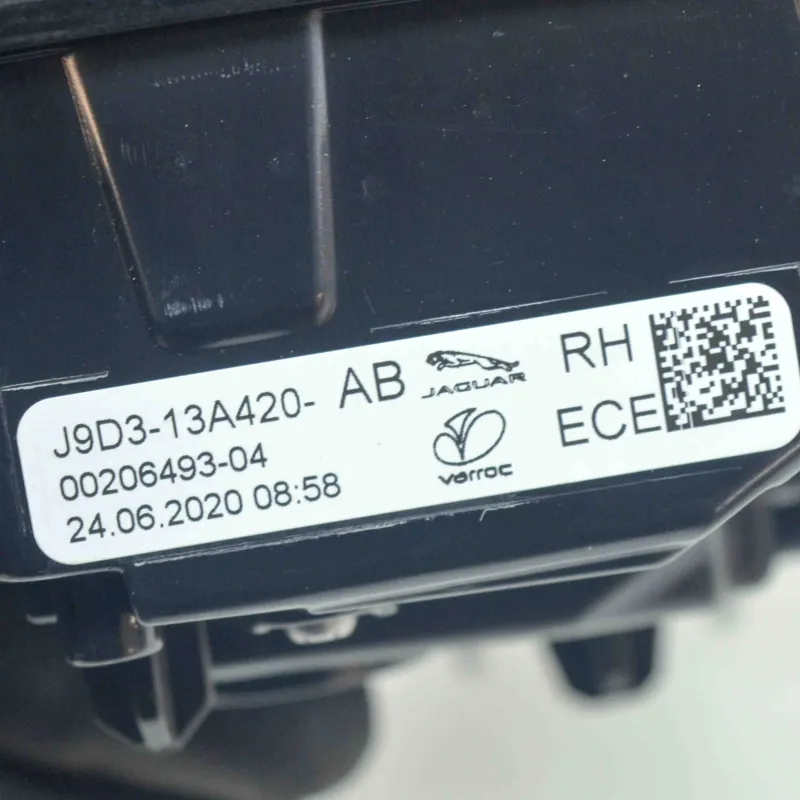 J9D3-13A420- AB JAGUAR RH
00206493-04 varroc ECE
24.06.2020 08:58